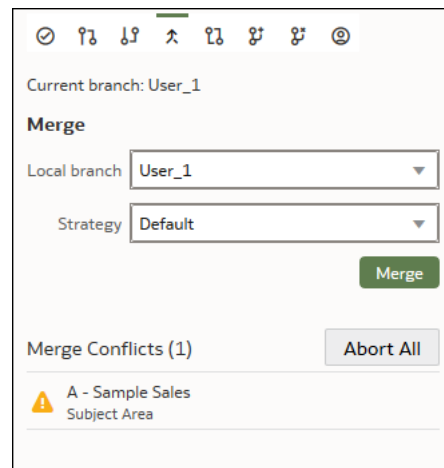 Current branch: User_1
Merge
Local branch User_1
Strategy Default
Merge
Merge Conflicts (1) Abort All
A - Sample Sales
Subject Area